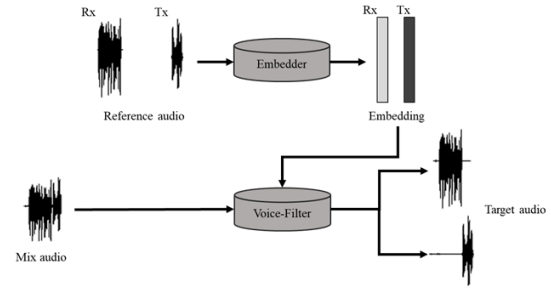 Rx Tx
Rx Tx
Embedder
Reference audio
Embedding
Voice-Filter
Target audio
Mix audio